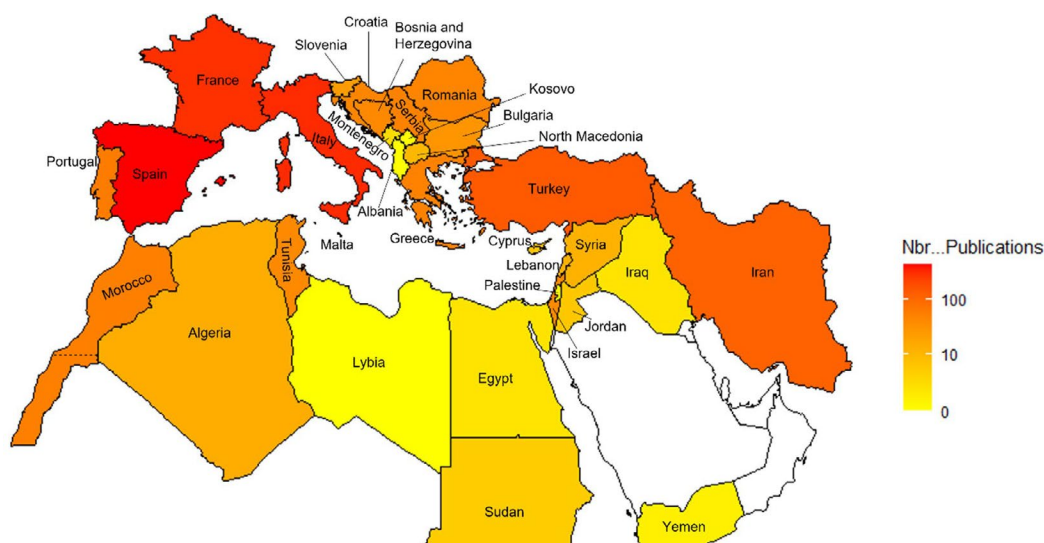 Croatia
Bosnia and
Herzegovina
Slovenia
France
Romania
Kosovo
Serbia
Bulgaria
Montenegro
Italy
North Macedonia
Portugal
Spain
Turkey
Albania
Greece
Malta
Cyprus
Syria
Nbr...Publications
Tunisia
Lebanon
Iraq
Iran
Morocco
Palestine
100
Algeria
Jordan
Israel
10
Lybia
Egypt
0
Sudan
Yemen